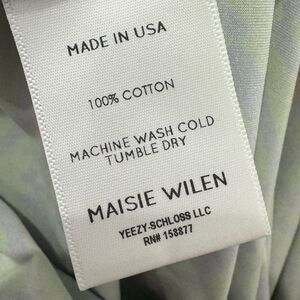 MADE IN USA
100% COTTON
MACHINE WASH COLD
TUMBLE DRY
MAISIE WILEN
YEEZY-SCHLOSS LLC
RN# 158877